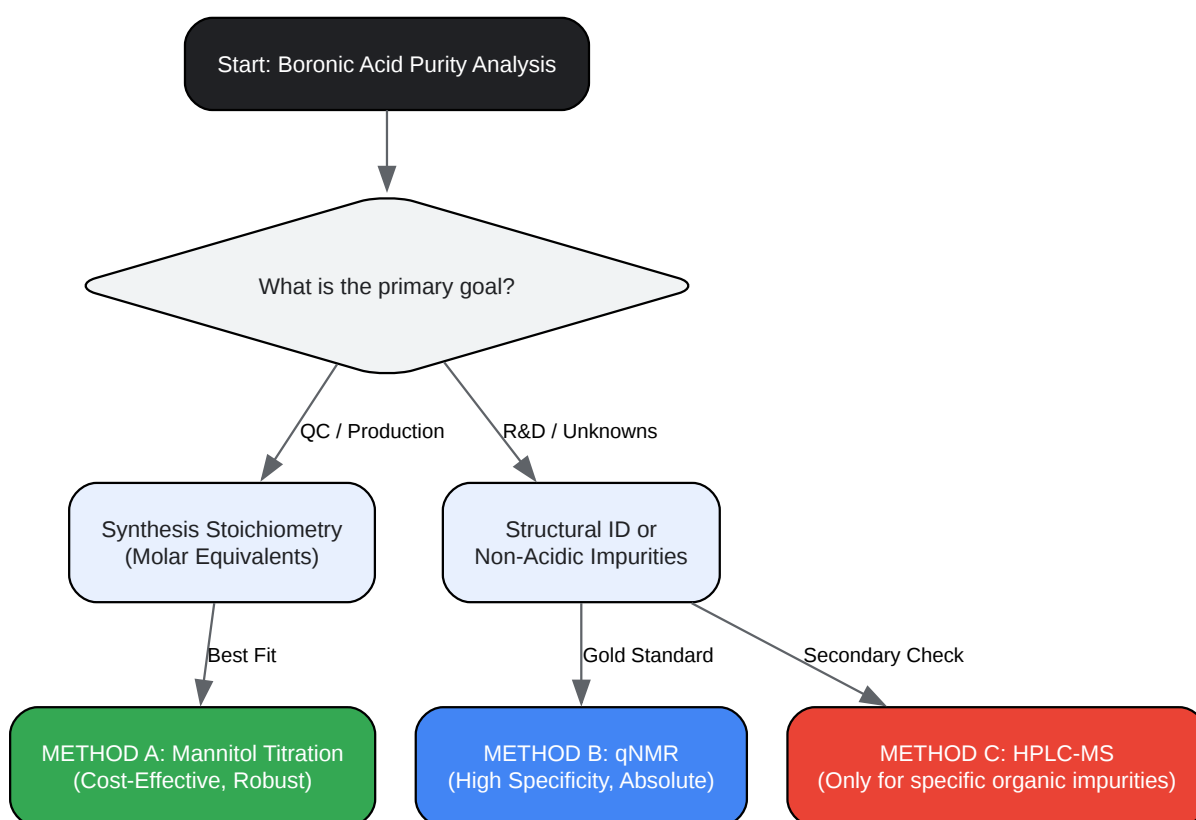 Start: Boronic Acid Purity Analysis
What is the primary goal?
QC / Production
R&D / Unknowns
Synthesis Stoichiometry
(Molar Equivalents)
Structural ID or
Non-Acidic Impurities
Best Fit
Gold Standard
Secondary Check
METHOD A: Mannitol Titration
(Cost-Effective, Robust)
METHOD B: qNMR
(High Specificity, Absolute)
METHOD C: HPLC-MS
(Only for specific organic impurities)